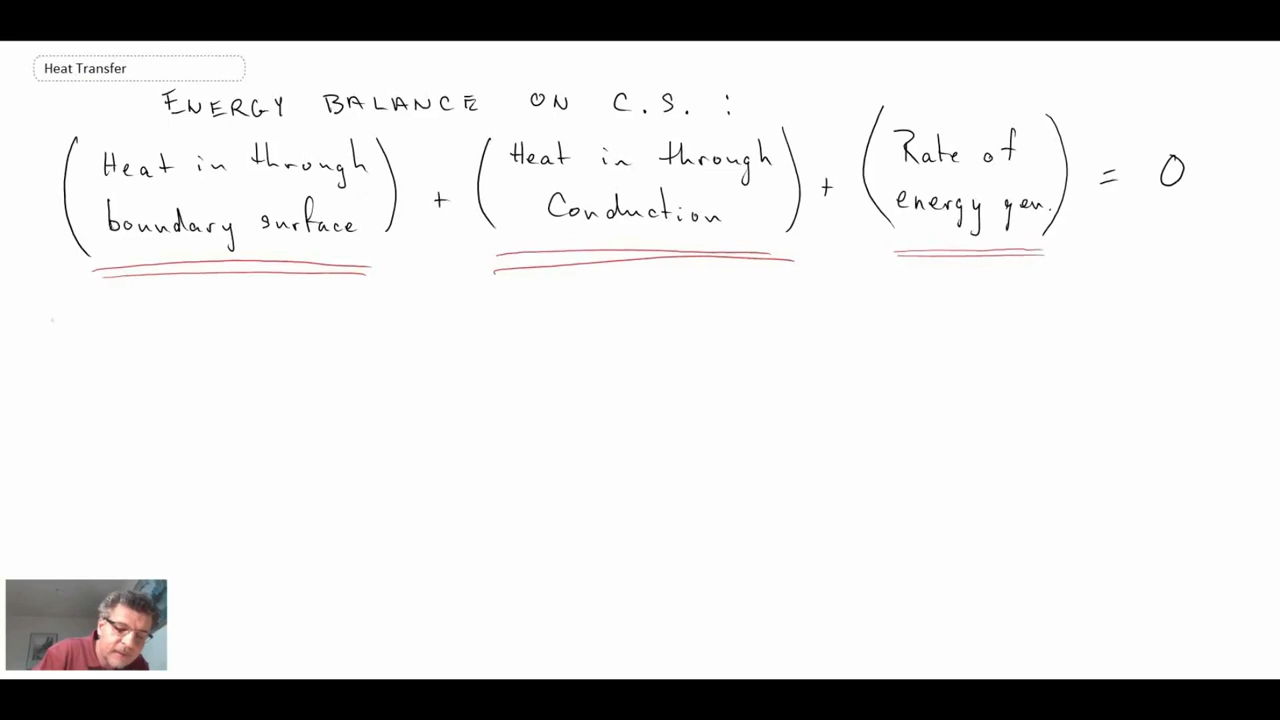 Heat Transfer
ENERGY BALANCE ON C.S. :
(Heat in through boundary surface) + (Heat in through Conduction) + (Rate of energy gen.) = 0